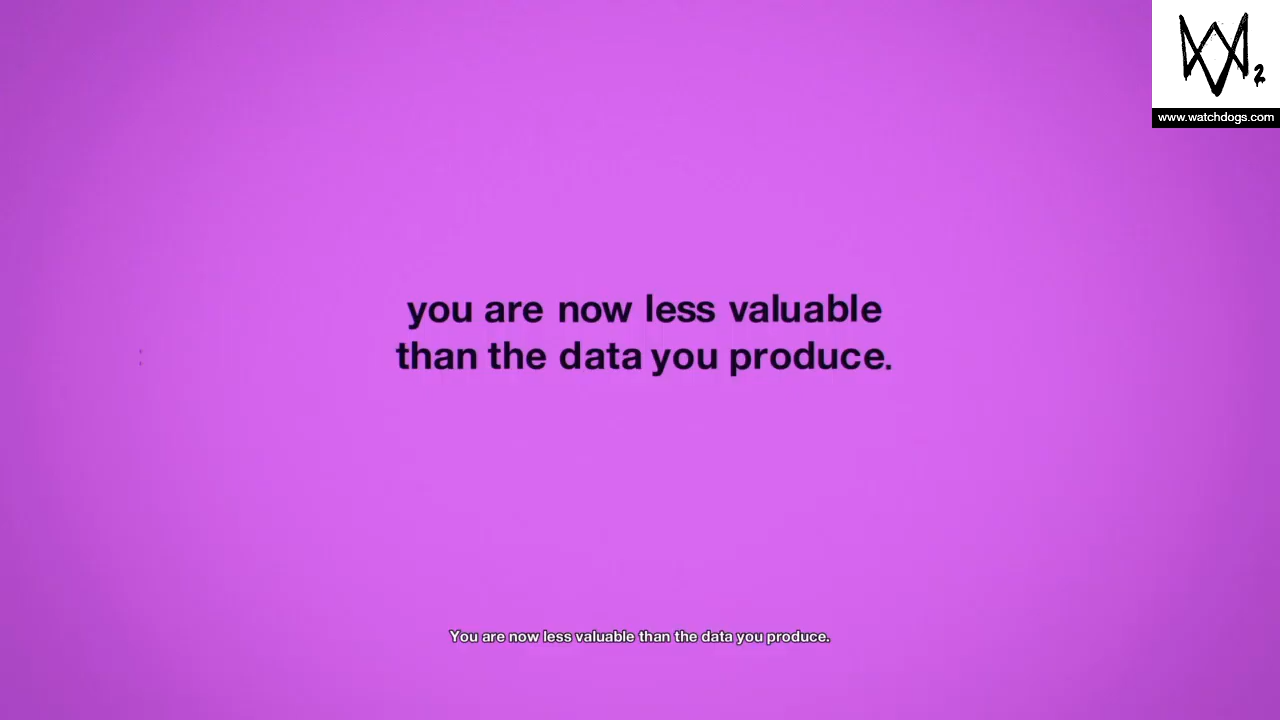 2
www.watchdogs.com
you are now less valuable
than the data you produce.
You are now less valuable than the data you produce.